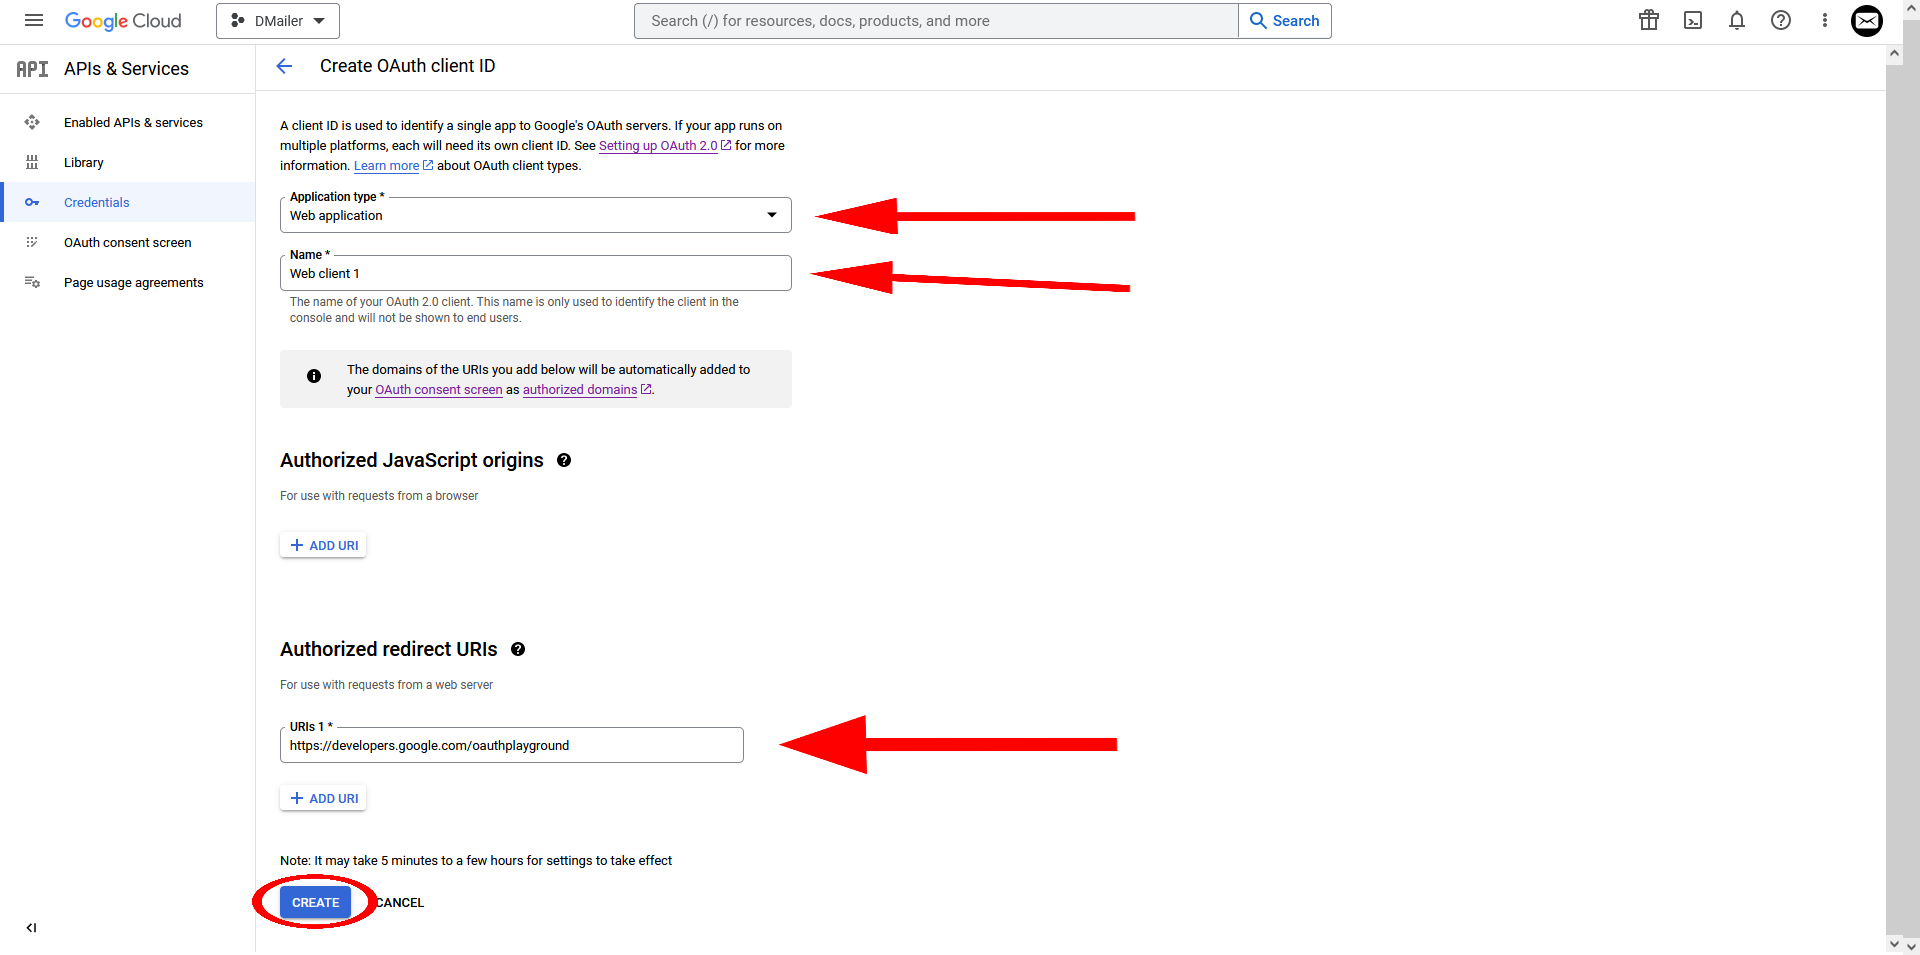 Google Cloud
DMailer
Search (/) for resources, docs, products, and more
Search
API
APIs & Services
Create OAuth client ID
Enabled APIs & services
Library
Credentials
OAuth consent screen
Page usage agreements
A client ID is used to identify a single app to Google's OAuth servers. If your app runs on
multiple platforms, each will need its own client ID. See Setting up OAuth 2.0 for more
information. Learn more about OAuth client types.
Application type *
Web application
Name *
Web client 1
The name of your OAuth 2.0 client. This name is only used to identify the client in the
console and will not be shown to end users.
The domains of the URIs you add below will be automatically added to
your OAuth consent screen as authorized domains.
Authorized JavaScript origins
For use with requests from a browser
+ ADD URI
Authorized redirect URIs
For use with requests from a web server
URIs 1 *
https://developers.google.com/oauthplayground
+ ADD URI
Note: It may take 5 minutes to a few hours for settings to take effect
CREATE
CANCEL